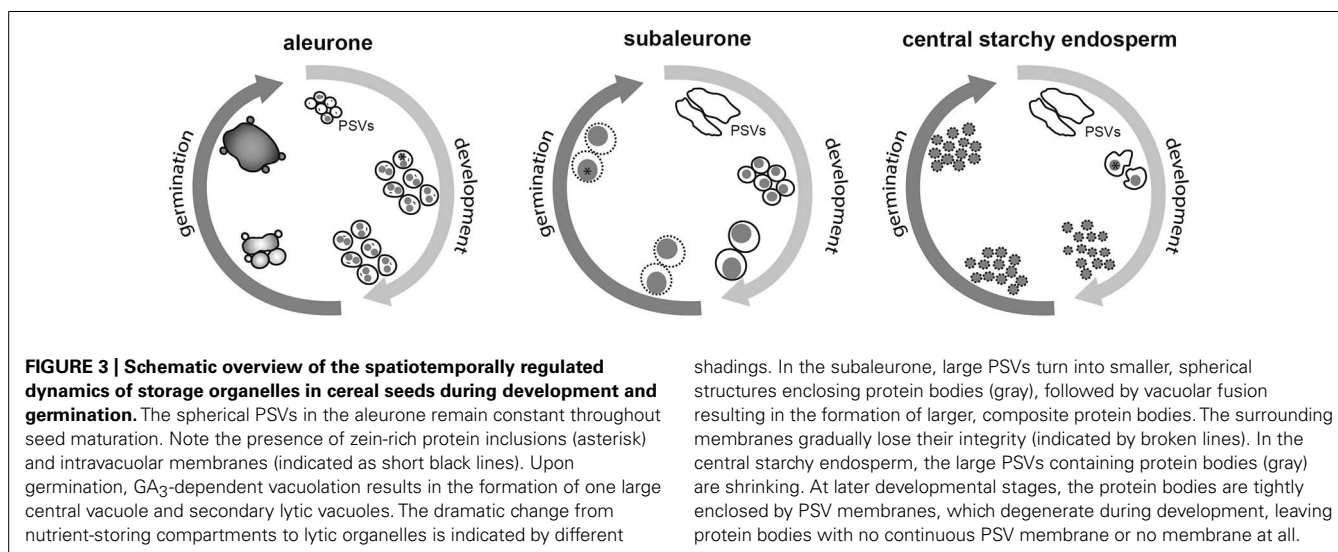 aleurone
subaleurone
central starchy endosperm
PSVs
development
germination
PSVs
development
germination
PSVs
development
germination
*
*
*
FIGURE 3 | Schematic overview of the spatiotemporally regulated
dynamics of storage organelles in cereal seeds during development and
germination. The spherical PSVs in the aleurone remain constant throughout
seed maturation. Note the presence of zein-rich protein inclusions (asterisk)
and intravacuolar membranes (indicated as short black lines). Upon
germination, GA₃-dependent vacuolation results in the formation of one large
central vacuole and secondary lytic vacuoles. The dramatic change from
nutrient-storing compartments to lytic organelles is indicated by different
shadings. In the subaleurone, large PSVs turn into smaller, spherical
structures enclosing protein bodies (gray), followed by vacuolar fusion
resulting in the formation of larger, composite protein bodies. The surrounding
membranes gradually lose their integrity (indicated by broken lines). In the
central starchy endosperm, the large PSVs containing protein bodies (gray)
are shrinking. At later developmental stages, the protein bodies are tightly
enclosed by PSV membranes, which degenerate during development, leaving
protein bodies with no continuous PSV membrane or no membrane at all.